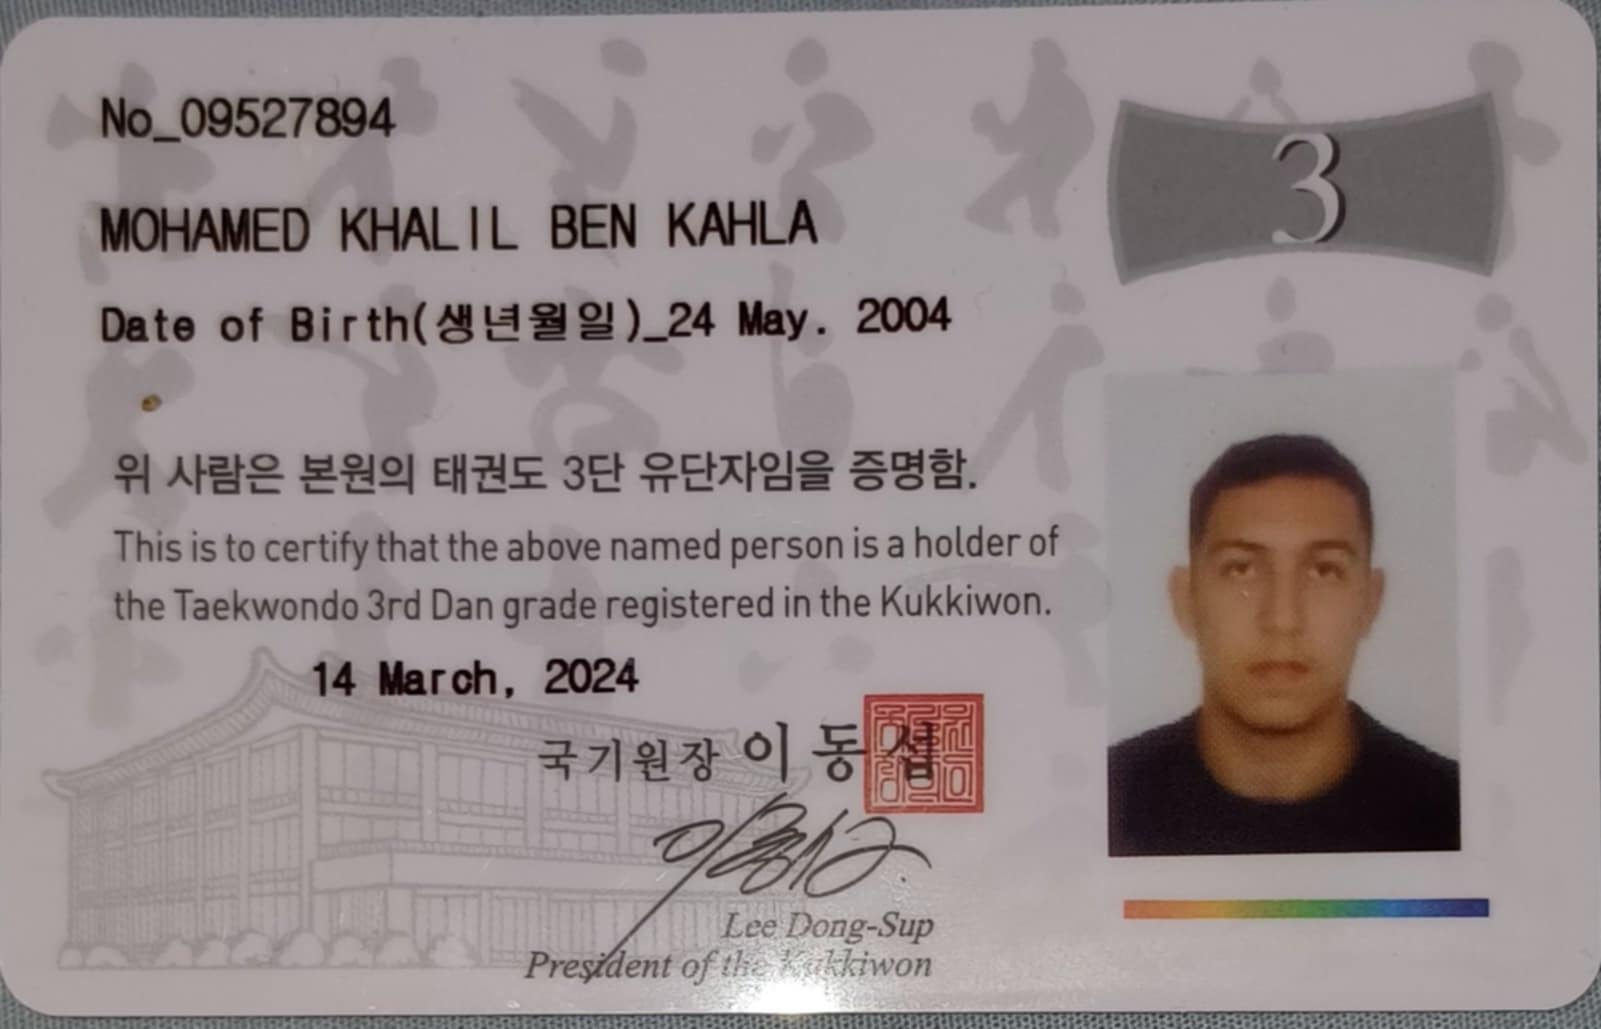 No_09527894
3
MOHAMED KHALIL BEN KAHLA
Date of Birth(생년월일)_24 May. 2004
위 사람은 본원의 태권도 3단 유단자임을 증명함.
This is to certify that the above named person is a holder of
the Taekwondo 3rd Dan grade registered in the Kukkiwon.
14 March, 2024
국기원장 이동섭
Lee Dong-Sup
President of the Kukkiwon